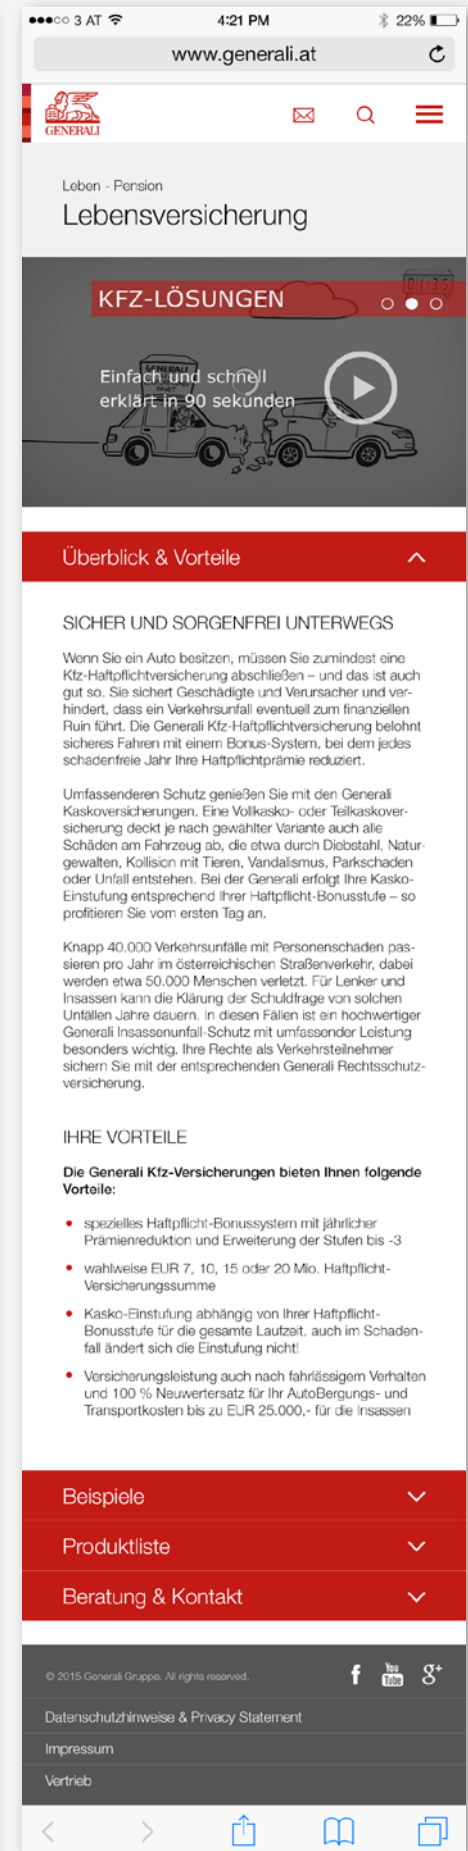 3 AT
4:21 PM
22%
www.generali.at
GENERALI
Leben - Pension
Lebensversicherung
01:35
KFZ-LÖSUNGEN
GENERALI
Einfach und schnell
erklärt in 90 sekunden
Überblick & Vorteile
SICHER UND SORGENFREI UNTERWEGS
Wenn Sie ein Auto besitzen, müssen Sie zumindest eine
Kfz-Haftpflichtversicherung abschließen – und das ist auch
gut so. Sie sichert Geschädigte und Verursacher und ver-
hindert, dass ein Verkehrsunfall eventuell zum finanziellen
Ruin führt. Die Generali Kfz-Haftpflichtversicherung belohnt
sicheres Fahren mit einem Bonus-System, bei dem jedes
schadenfreie Jahr Ihre Haftpflichtprämie reduziert.
Umfassenderen Schutz genießen Sie mit den Generali
Kaskoversicherungen. Eine Vollkasko- oder Teilkaskover-
sicherung deckt je nach gewählter Variante auch alle
Schäden am Fahrzeug ab, die etwa durch Diebstahl, Natur-
gewalten, Kollision mit Tieren, Vandalismus, Parkschaden
oder Unfall entstehen. Bei der Generali erfolgt Ihre Kasko-
Einstufung entsprechend Ihrer Haftpflicht-Bonusstufe – so
profitieren Sie vom ersten Tag an.
Knapp 40.000 Verkehrsunfälle mit Personenschaden pas-
sieren pro Jahr im österreichischen Straßenverkehr, dabei
werden etwa 50.000 Menschen verletzt. Für Lenker und
Insassen kann die Klärung der Schuldfrage von solchen
Unfällen Jahre dauern. In diesen Fällen ist ein hochwertiger
Generali Insassenunfall-Schutz mit umfassender Leistung
besonders wichtig. Ihre Rechte als Verkehrsteilnehmer
sichern Sie mit der entsprechenden Generali Rechtsschutz-
versicherung.
IHRE VORTEILE
Die Generali Kfz-Versicherungen bieten Ihnen folgende
Vorteile:
• spezielles Haftpflicht-Bonussystem mit jährlicher
Prämienreduktion und Erweiterung der Stufen bis -3
• wahlweise EUR 7, 10, 15 oder 20 Mio. Haftpflicht-
Versicherungssumme
• Kasko-Einstufung abhängig von Ihrer Haftpflicht-
Bonusstufe für die gesamte Laufzeit, auch im Schaden-
fall ändert sich die Einstufung nicht!
• Versicherungsleistung auch nach fahrlässigem Verhalten
und 100 % Neuwertersatz für Ihr AutoBergungs- und
Transportkosten bis zu EUR 25.000,- für die Insassen
Beispiele
Produktliste
Beratung & Kontakt
© 2015 Generali Gruppe. All rights reserved.
f You Tube g+
Datenschutzhinweise & Privacy Statement
Impressum
Vertrieb